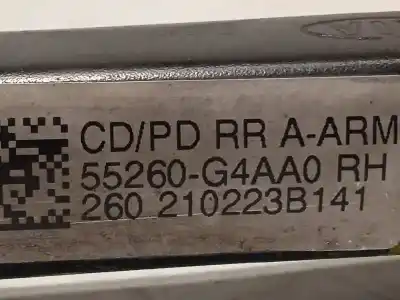 CD/PD RR A-ARM
55260-G4AA0 RH
260 210223B141